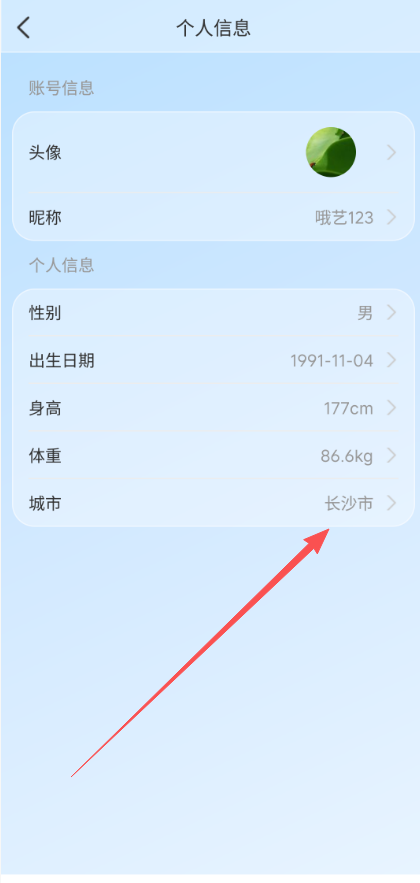 个人信息
账号信息
头像
昵称 哦艺123
个人信息
性别 男
出生日期 1991-11-04
身高 177cm
体重 86.6kg
城市 长沙市